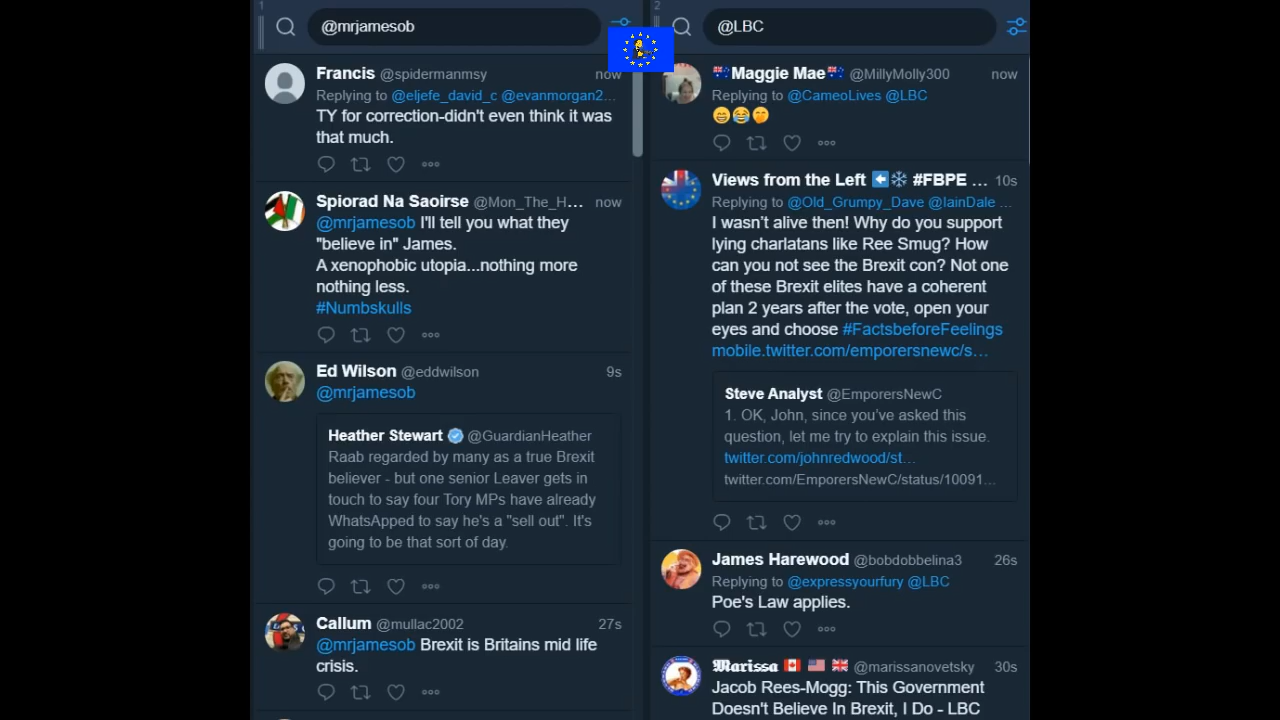 1
@mrjamesob
Francis @spidermanmsy now
Replying to @eljefe_david_c @evanmorgan2...
TY for correction-didn't even think it was
that much.
Spiorad Na Saoirse @Mon_The_H... now
@mrjamesob I'll tell you what they
"believe in" James.
A xenophobic utopia...nothing more
nothing less.
#Numbskulls
Ed Wilson @eddwilson 9s
@mrjamesob
Heather Stewart @GuardianHeather
Raab regarded by many as a true Brexit
believer - but one senior Leaver gets in
touch to say four Tory MPs have already
WhatsApped to say he's a "sell out". It's
going to be that sort of day.
Callum @mullac2002 27s
@mrjamesob Brexit is Britains mid life
crisis.
2
@LBC
Maggie Mae @MillyMolly300 now
Replying to @CameoLives @LBC
😁😂🤭
Views from the Left ⬅️❄️ #FBPE ... 10s
Replying to @Old_Grumpy_Dave @IainDale ...
I wasn't alive then! Why do you support
lying charlatans like Ree Smug? How
can you not see the Brexit con? Not one
of these Brexit elites have a coherent
plan 2 years after the vote, open your
eyes and choose #FactsbeforeFeelings
mobile.twitter.com/emporersnewc/s...
Steve Analyst @EmporersNewC
1. OK, John, since you've asked this
question, let me try to explain this issue.
twitter.com/johnredwood/st...
twitter.com/EmporersNewC/status/10091...
James Harewood @bobdobbelina3 26s
Replying to @expressyourfury @LBC
Poe's Law applies.
Marissa 🇨🇦 🇺🇸 🇬🇧 @marissanovetsky 30s
Jacob Rees-Mogg: This Government
Doesn't Believe In Brexit, I Do - LBC